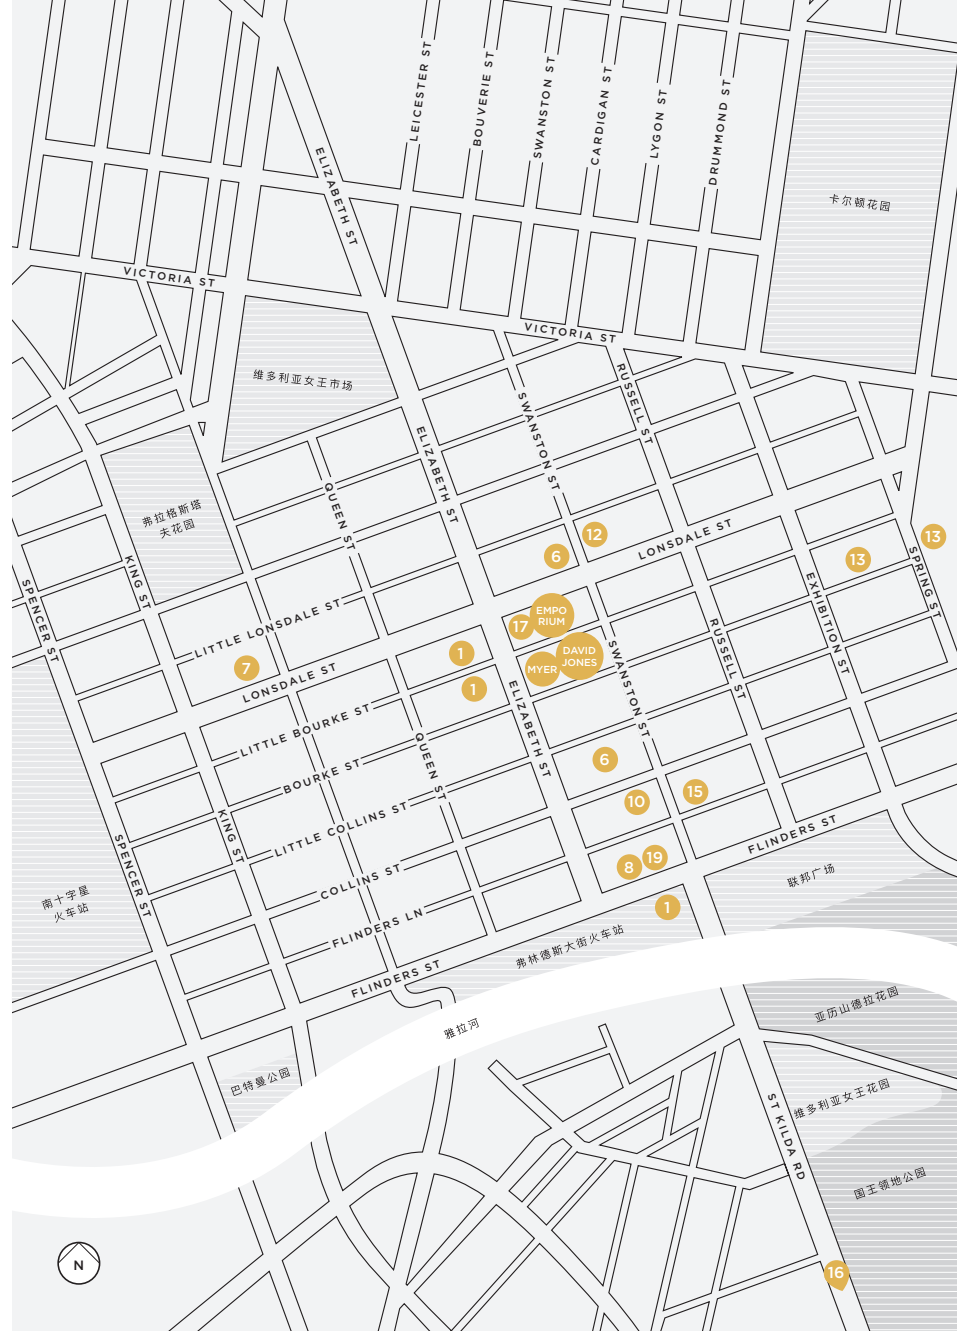 LEICESTER ST
BOUVERIE ST
SWANSTON ST
CARDIGAN ST
LYGON ST
DRUMMOND ST
ELIZABETH ST
卡尔顿花园
VICTORIA ST
VICTORIA ST
维多利亚女王市场
RUSSELL ST
SWANSTON ST
ELIZABETH ST
QUEEN ST
弗拉格斯塔
夫花园
12
6
LONSDALE ST
13
13
SPRING ST
KING ST
SPENCER ST
EXHIBITION ST
LITTLE LONSDALE ST
EMPO
RIUM
17
DAVID
JONES
MYER
1
7
LONSDALE ST
1
SWANSTON ST
RUSSELL ST
ELIZABETH ST
LITTLE BOURKE ST
QUEEN ST
BOURKE ST
6
10
15
KING ST
LITTLE COLLINS ST
FLINDERS ST
SPENCER ST
8
19
COLLINS ST
联邦广场
南十字星
火车站
1
FLINDERS LN
弗林德斯大街火车站
FLINDERS ST
亚历山德拉花园
雅拉河
巴特曼公园
维多利亚女王花园
ST KILDA RD
国王领地公园
N
16